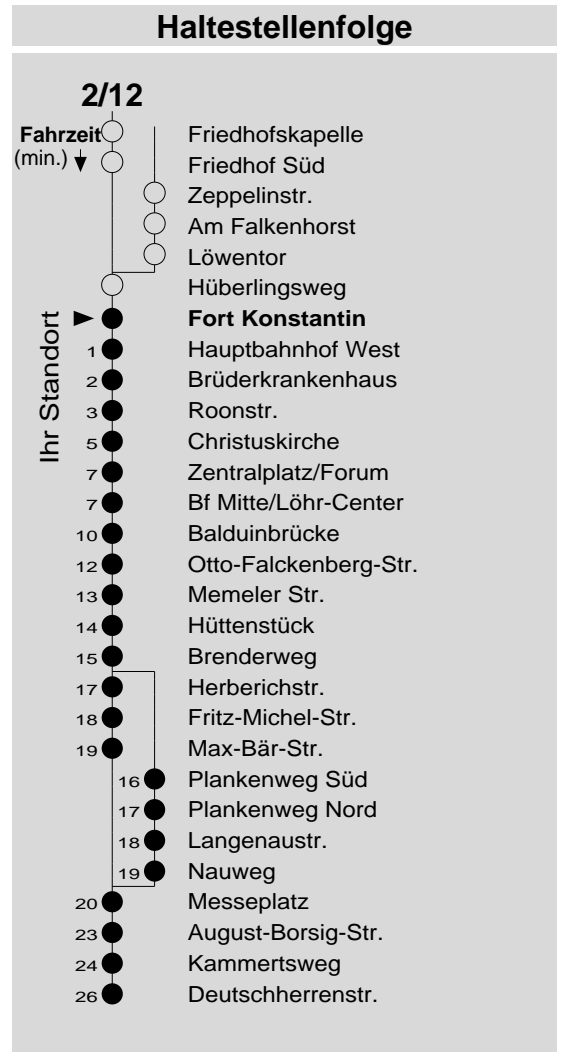 Haltestellenfolge
2/12
Fahrzeit Friedhofskapelle
(min.) Friedhof Süd
Zeppelinstr.
Am Falkenhorst
Löwentor
Hüberlingsweg
Ihr Standort
Fort Konstantin
1 Hauptbahnhof West
2 Brüderkrankenhaus
3 Roonstr.
5 Christuskirche
7 Zentralplatz/Forum
7 Bf Mitte/Löhr-Center
10 Balduinbrücke
12 Otto-Falckenberg-Str.
13 Memeler Str.
14 Hüttenstück
15 Brenderweg
17 Herberichstr.
18 Fritz-Michel-Str.
19 Max-Bär-Str.
16 Plankenweg Süd
17 Plankenweg Nord
18 Langenaustr.
19 Nauweg
20 Messeplatz
23 August-Borsig-Str.
24 Kammertsweg
26 Deutschherrenstr.